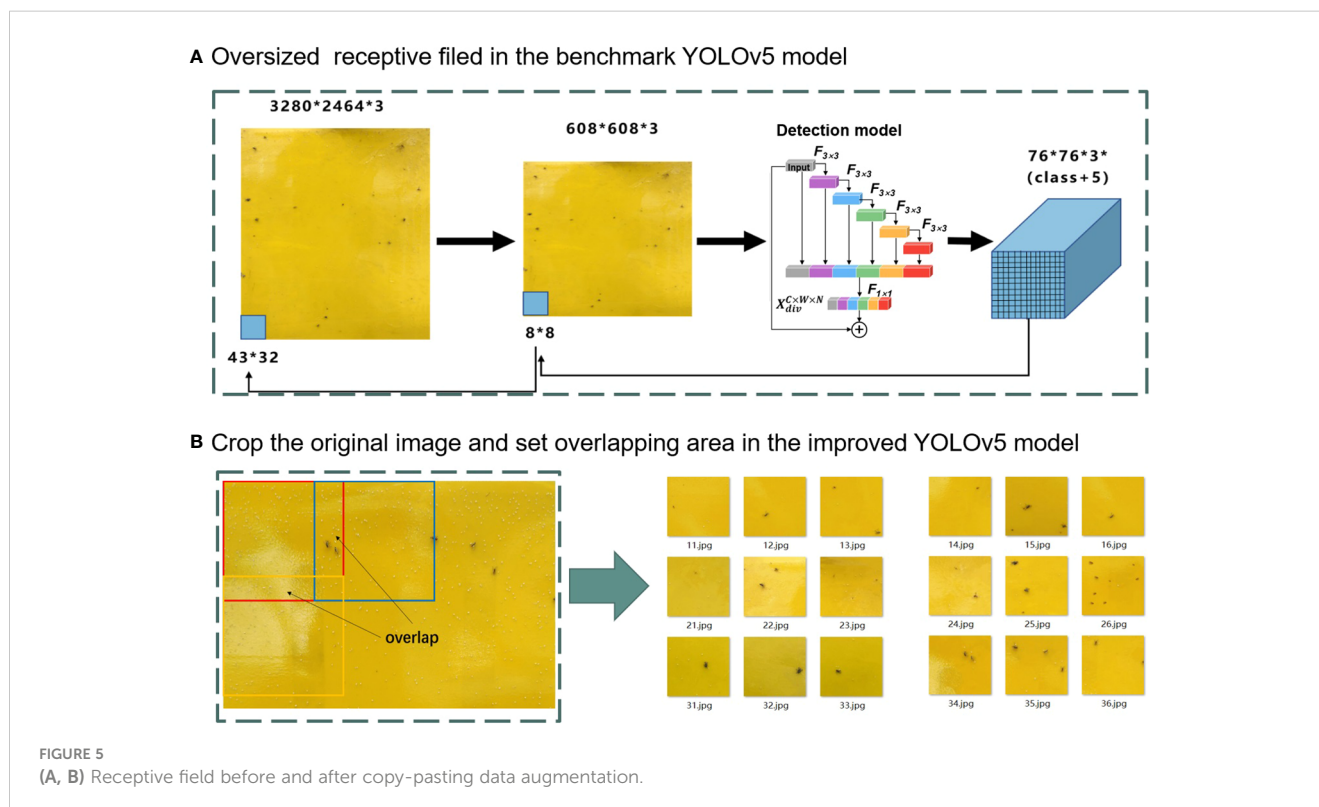 A Oversized receptive filed in the benchmark YOLOv5 model
3280*2464*3
608*608*3
Detection model
76*76*3*
(class+5)
Input
F3×3
F3×3
F3×3
F3×3
F3×3
F1×1
X_div^C×W×N
+
43*32
8*8
B Crop the original image and set overlapping area in the improved YOLOv5 model
overlap
11.jpg 12.jpg 13.jpg 14.jpg 15.jpg 16.jpg
21.jpg 22.jpg 23.jpg 24.jpg 25.jpg 26.jpg
31.jpg 32.jpg 33.jpg 34.jpg 35.jpg 36.jpg
FIGURE 5
(A, B) Receptive field before and after copy-pasting data augmentation.